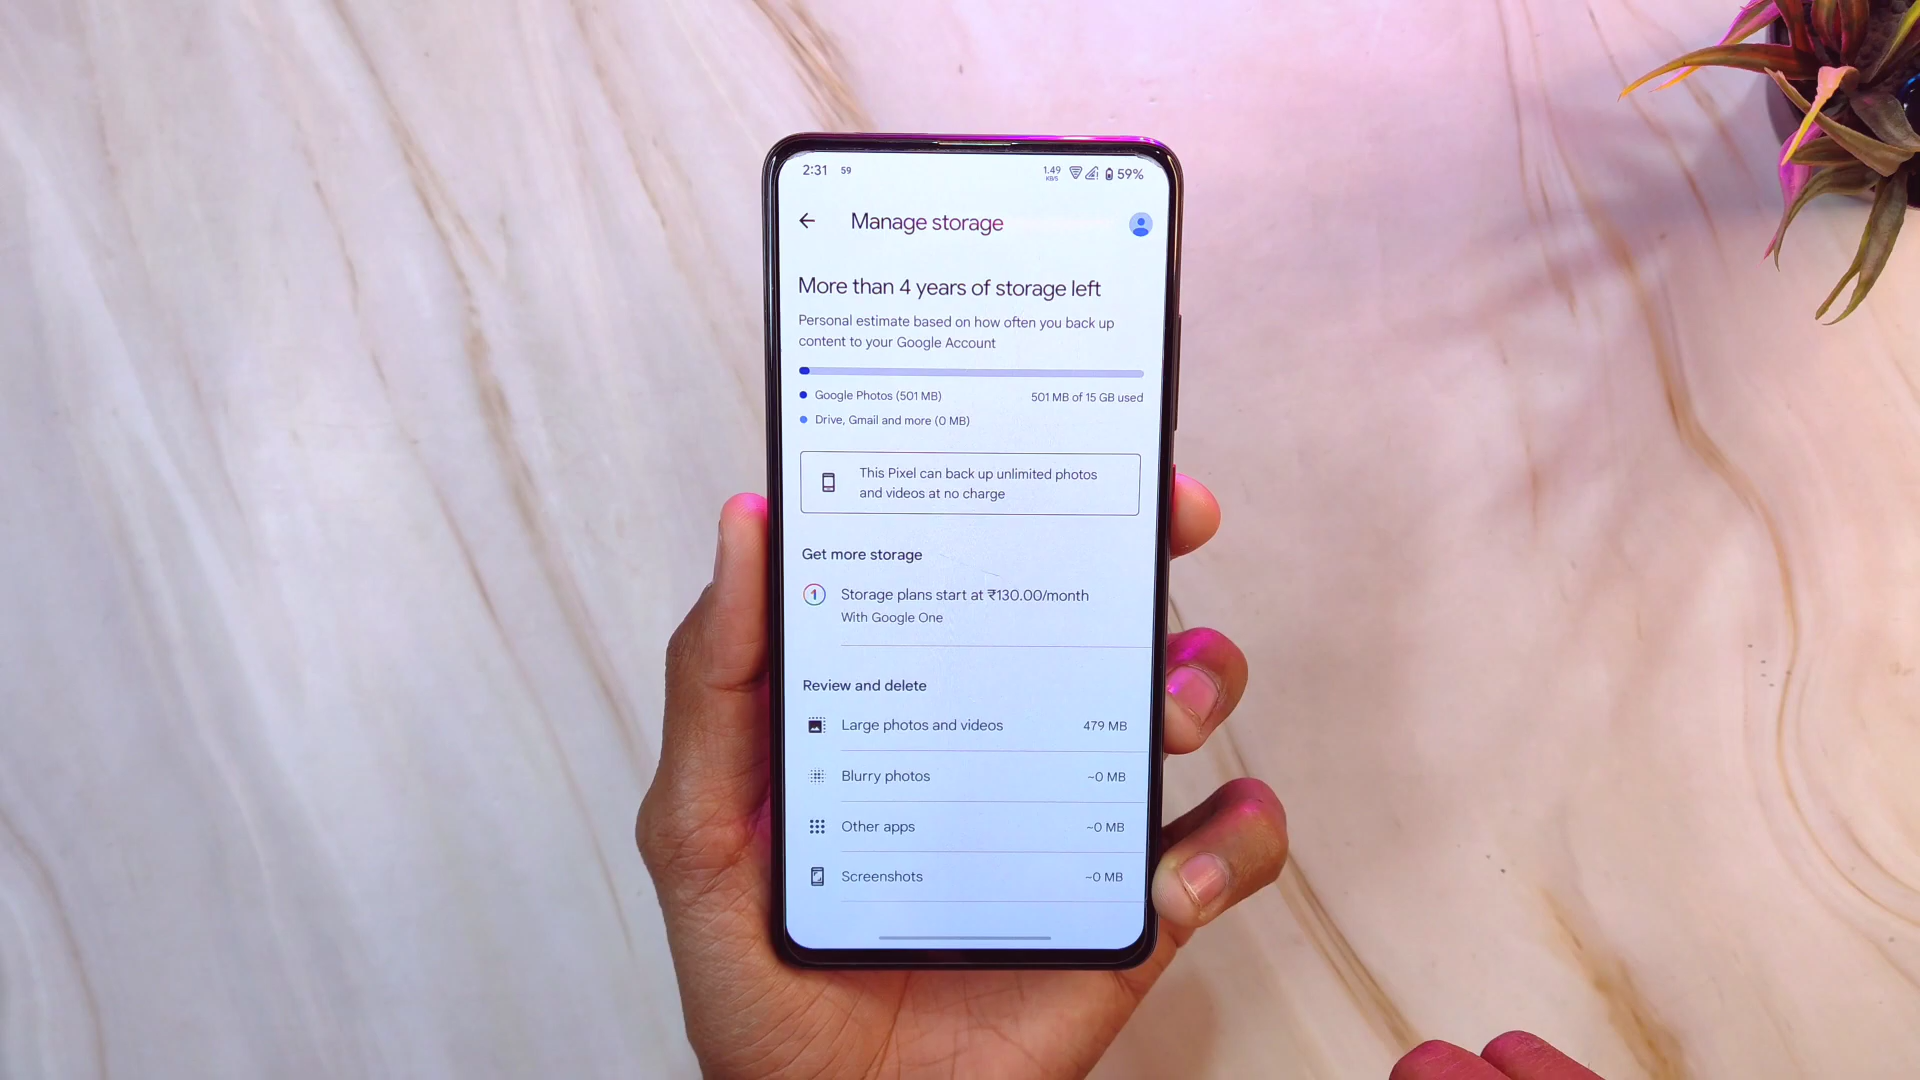 2:31 59 1.49 KB/S 59%
Manage storage
More than 4 years of storage left
Personal estimate based on how often you back up
content to your Google Account
Google Photos (501 MB) 501 MB of 15 GB used
Drive, Gmail and more (0 MB)
This Pixel can back up unlimited photos
and videos at no charge
Get more storage
1 Storage plans start at ₹130.00/month
With Google One
Review and delete
Large photos and videos 479 MB
Blurry photos ~0 MB
Other apps ~0 MB
Screenshots ~0 MB